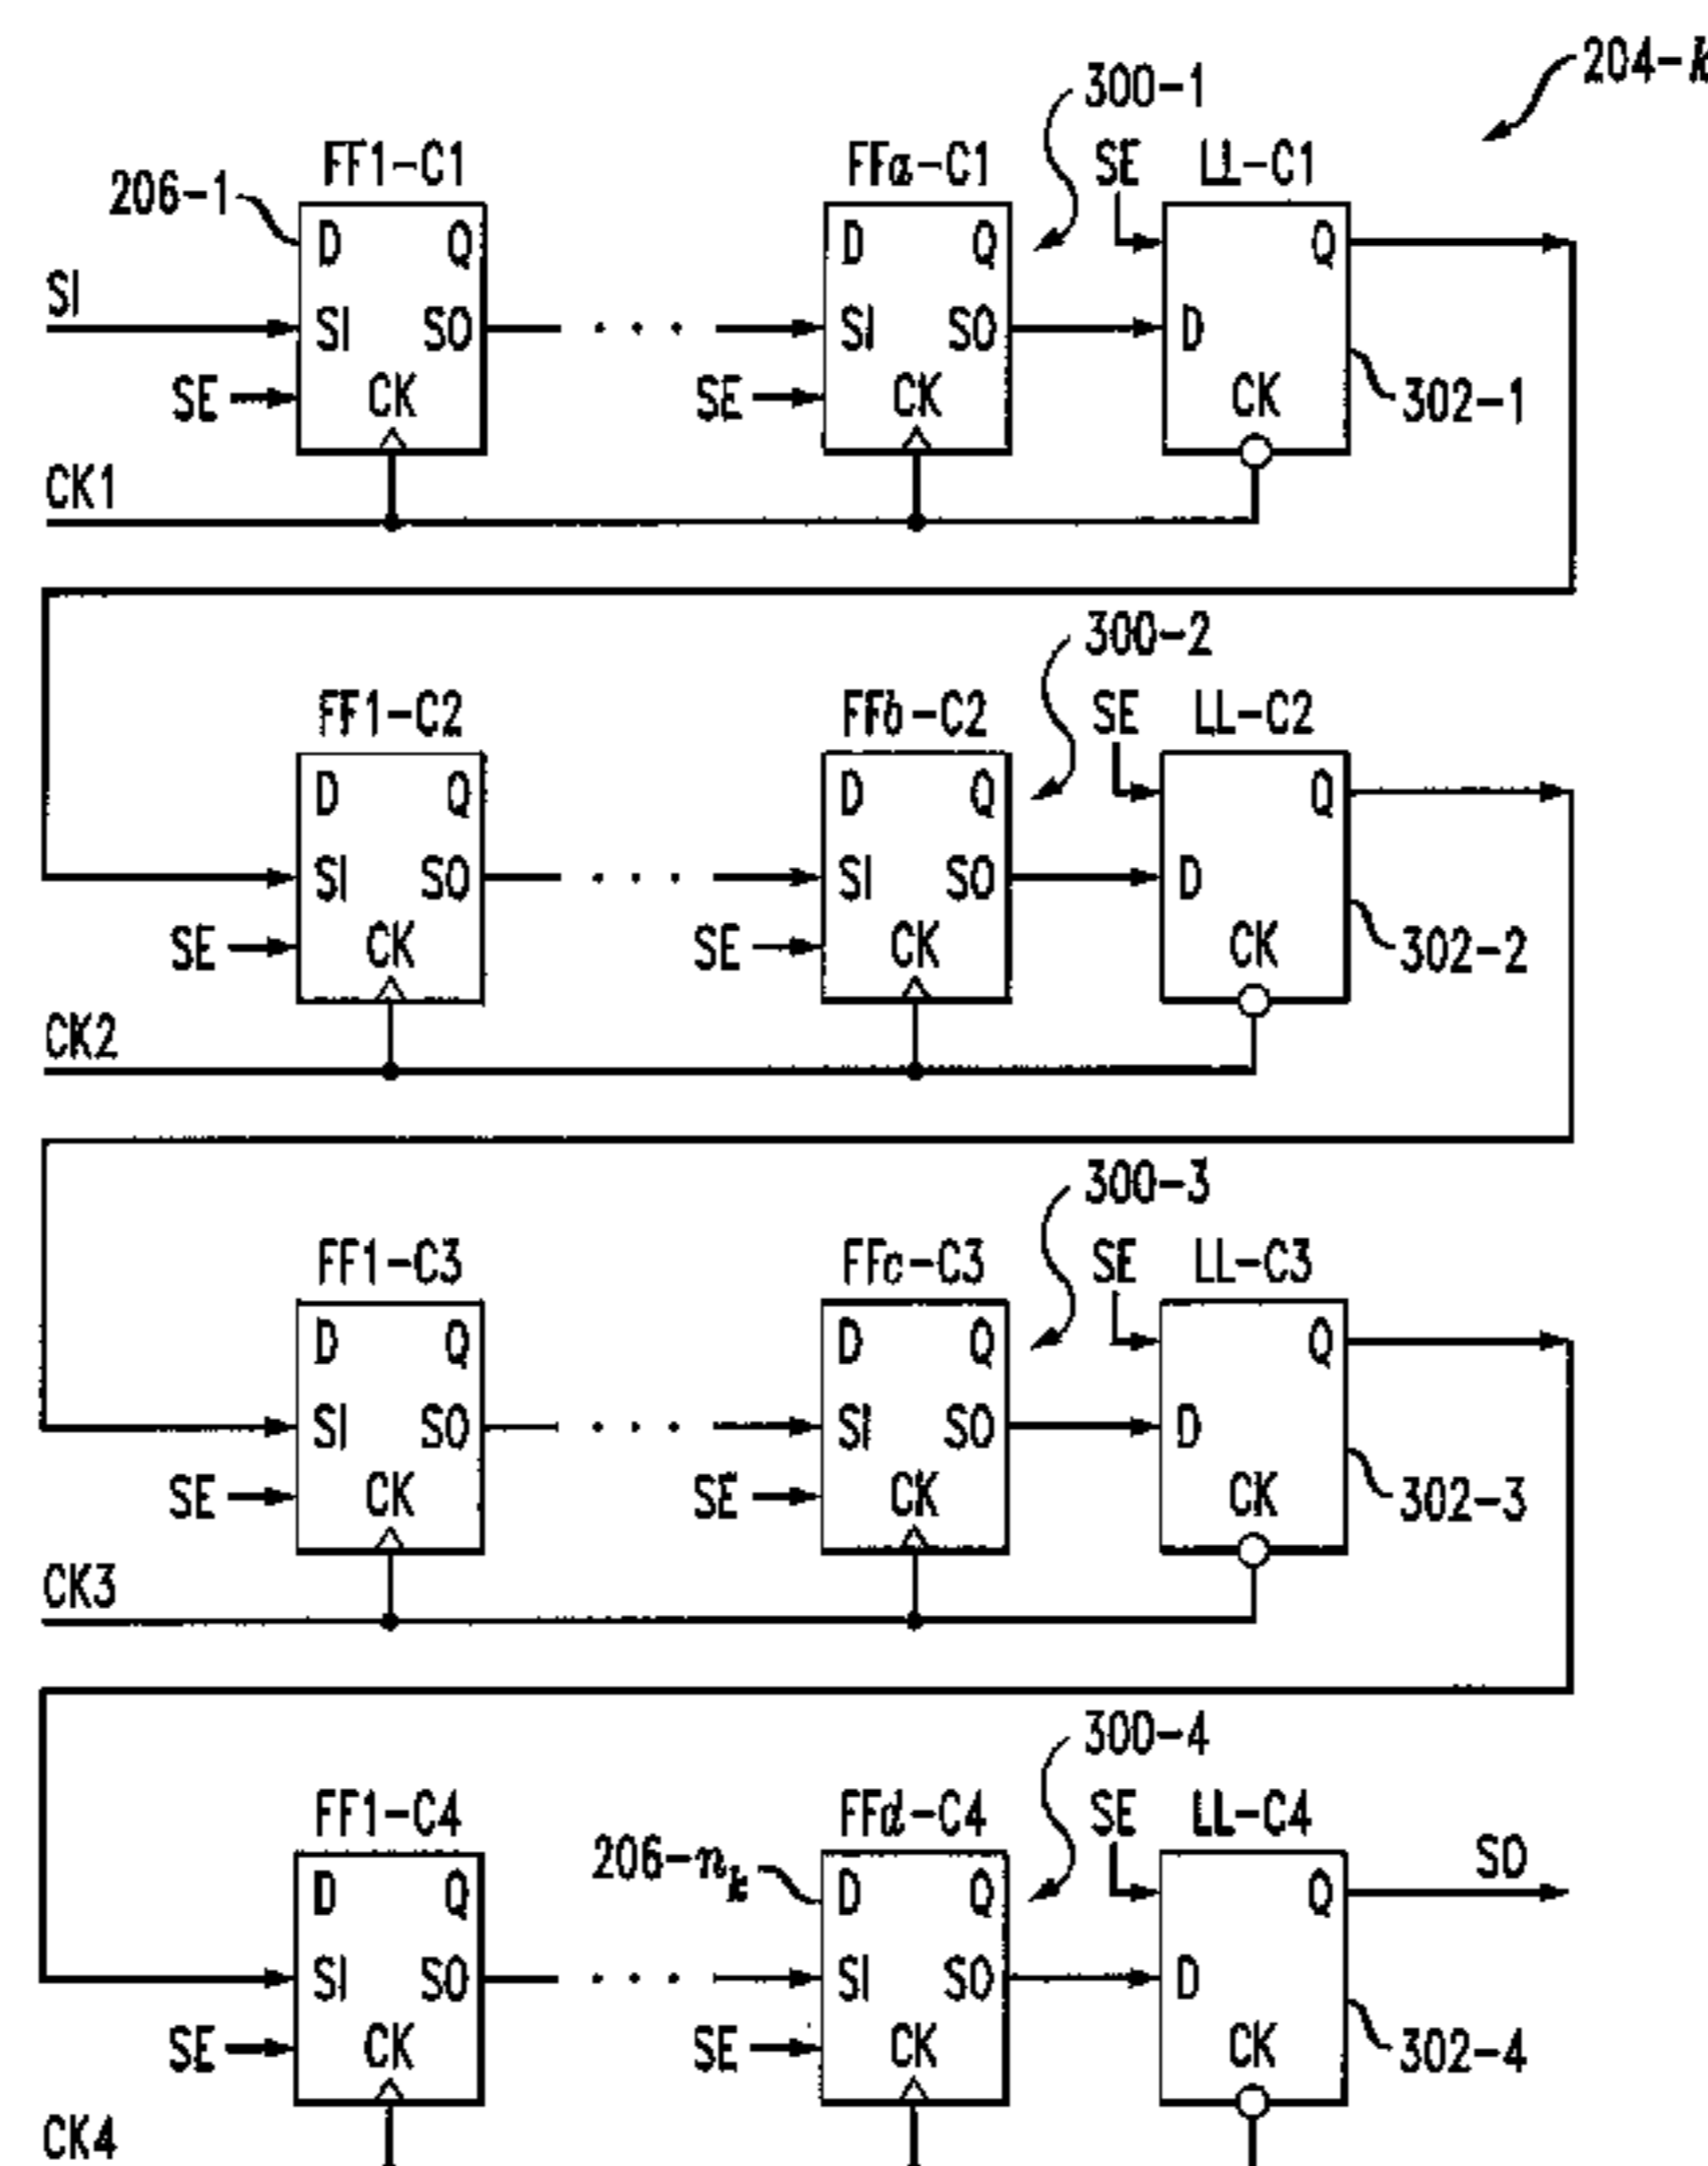 204-k
300-1
FF1-C1
FFa-C1
SE
LL-C1
206-1
D Q
D Q
Q
SI
SI SO
. . .
SI SO
D
SE
CK
SE
CK
CK
302-1
CK1
300-2
FF1-C2
FFb-C2
SE
LL-C2
D Q
D Q
Q
SI SO
. . .
SI SO
D
SE
CK
SE
CK
CK
302-2
CK2
300-3
FF1-C3
FFc-C3
SE
LL-C3
D Q
D Q
Q
SI SO
. . .
SI SO
D
SE
CK
SE
CK
CK
302-3
CK3
300-4
FF1-C4
FFd-C4
SE
LL-C4
206-nk
SO
D Q
D Q
Q
SI SO
. . .
SI SO
D
SE
CK
SE
CK
CK
302-4
CK4